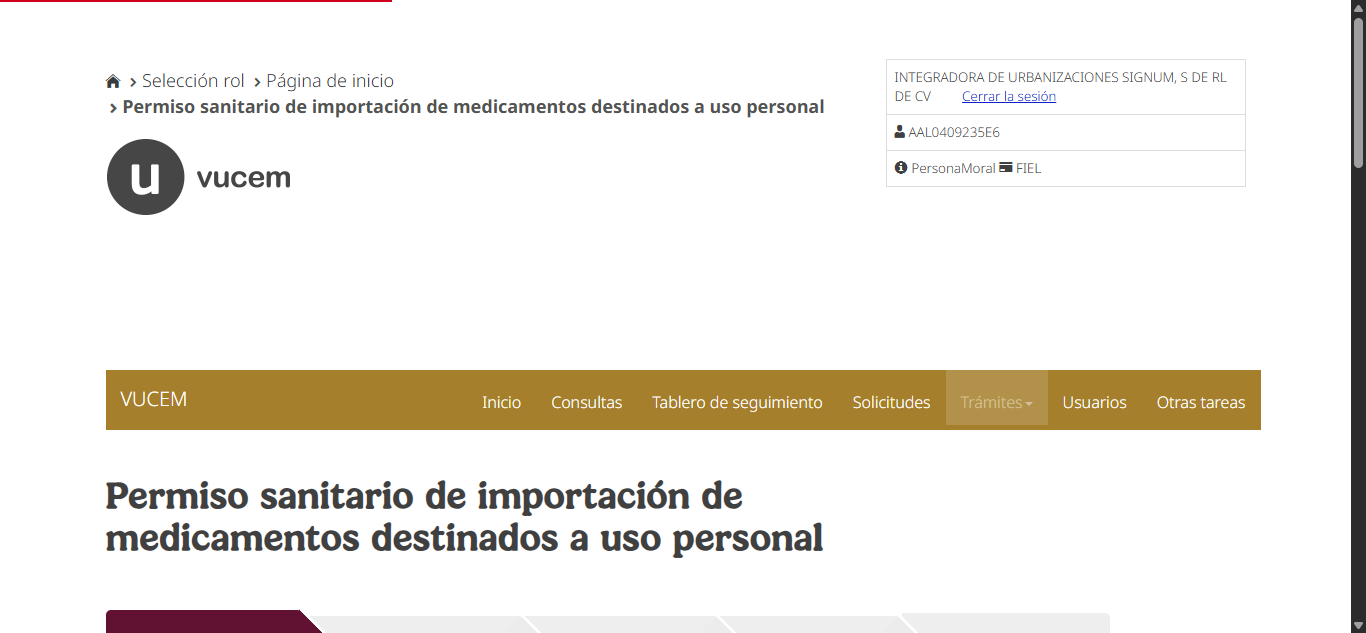 Selección rol Página de inicio
Permiso sanitario de importación de medicamentos destinados a uso personal
u vucem
INTEGRADORA DE URBANIZACIONES SIGNUM, S DE RL
DE CV Cerrar la sesión
AAL0409235E6
PersonaMoral FIEL
VUCEM Inicio Consultas Tablero de seguimiento Solicitudes Trámites Usuarios Otras tareas
Permiso sanitario de importación de
medicamentos destinados a uso personal